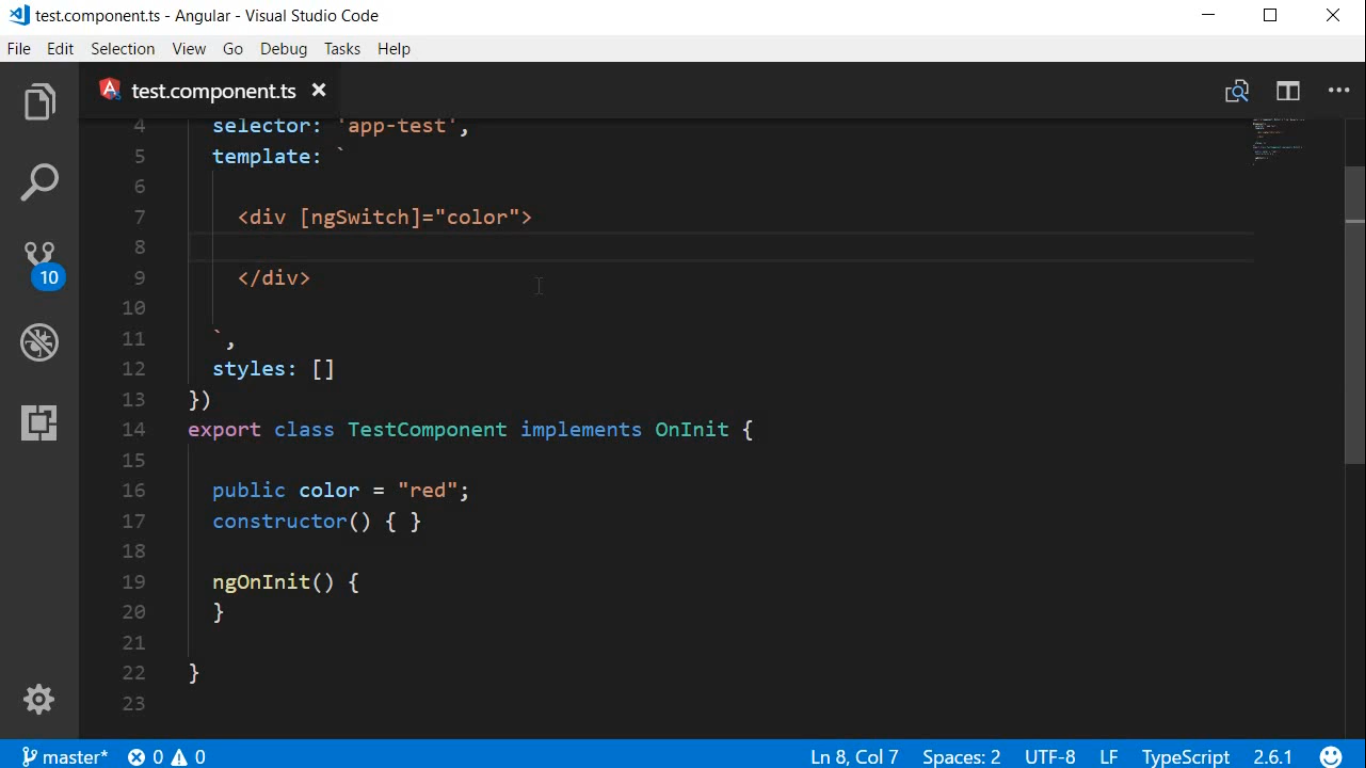 test.component.ts - Angular - Visual Studio Code
File Edit Selection View Go Debug Tasks Help
test.component.ts
4 selector: 'app-test',
5 template: `
6
7 <div [ngSwitch]="color">
8
9 </div>
10
11 `,
12 styles: []
13 })
14 export class TestComponent implements OnInit {
15
16 public color = "red";
17 constructor() { }
18
19 ngOnInit() {
20 }
21
22 }
23
10
master* 0 0 Ln 8, Col 7 Spaces: 2 UTF-8 LF TypeScript 2.6.1